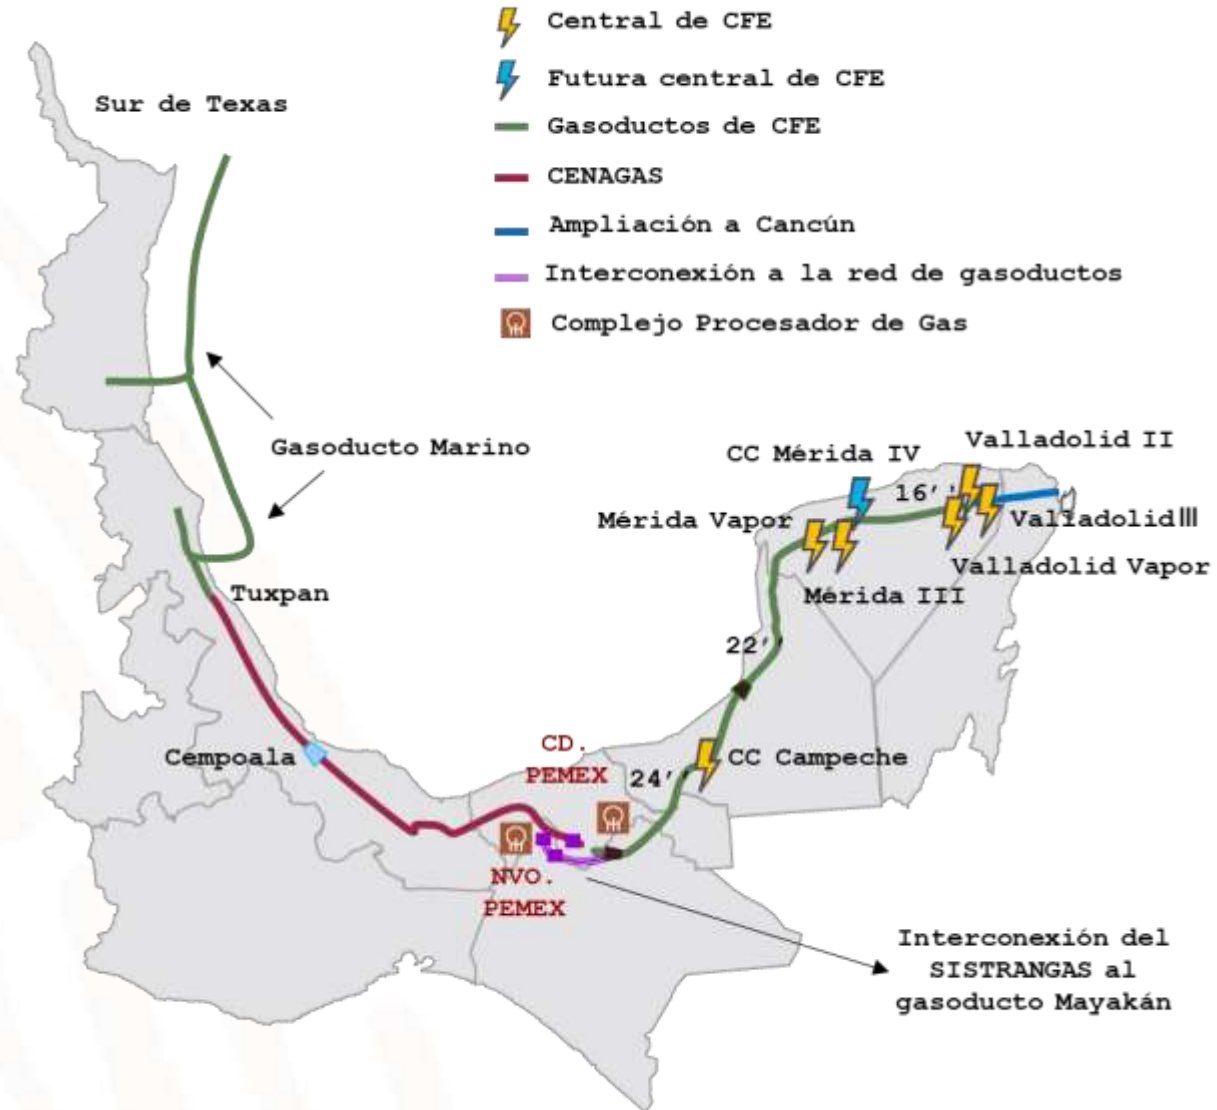 Central de CFE
Futura central de CFE
Sur de Texas
Gasoductos de CFE
CENAGAS
Ampliación a Cancún
Interconexión a la red de gasoductos
Complejo Procesador de Gas
Gasoducto Marino
Valladolid II
CC Mérida IV
16''
Mérida Vapor
Valladolid III
Valladolid Vapor
Tuxpan
Mérida III
22''
Cempoala
CD.
PEMEX
24''
CC Campeche
NVO.
PEMEX
Interconexión del
SISTRANGAS al
gasoducto Mayakán